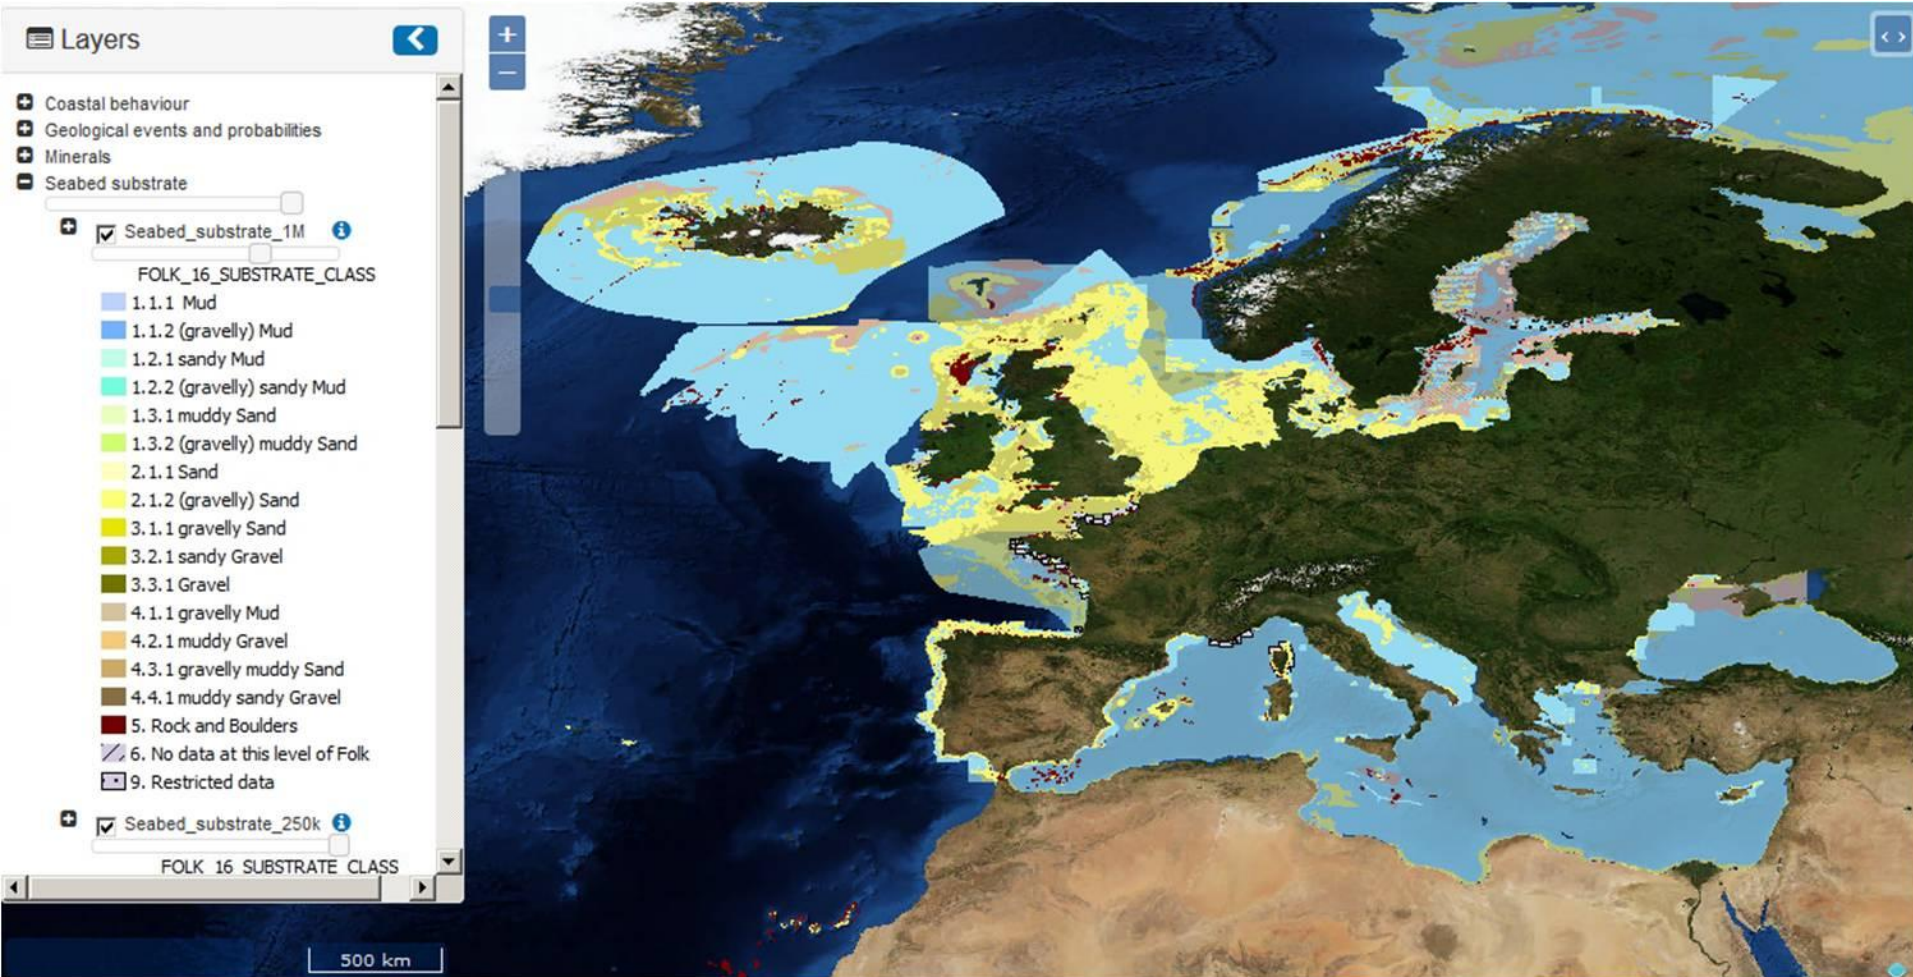 Layers
Coastal behaviour
Geological events and probabilities
Minerals
Seabed substrate
Seabed_substrate_1M
FOLK_16_SUBSTRATE_CLASS
1.1.1 Mud
1.1.2 (gravelly) Mud
1.2.1 sandy Mud
1.2.2 (gravelly) sandy Mud
1.3.1 muddy Sand
1.3.2 (gravelly) muddy Sand
2.1.1 Sand
2.1.2 (gravelly) Sand
3.1.1 gravelly Sand
3.2.1 sandy Gravel
3.3.1 Gravel
4.1.1 gravelly Mud
4.2.1 muddy Gravel
4.3.1 gravelly muddy Sand
4.4.1 muddy sandy Gravel
5. Rock and Boulders
6. No data at this level of Folk
9. Restricted data
Seabed_substrate_250k
FOLK 16 SUBSTRATE CLASS
500 km